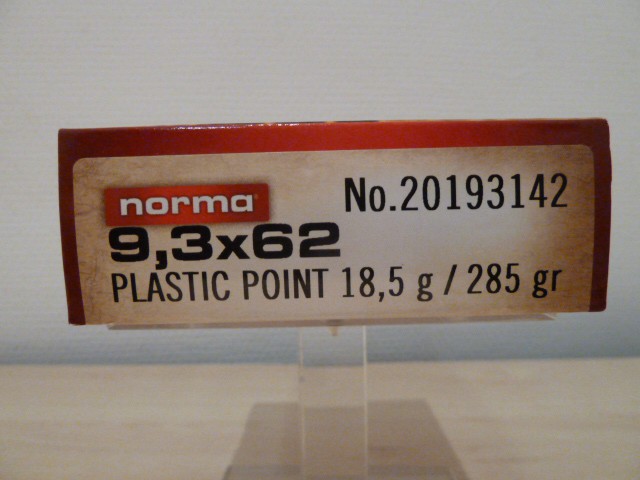 norma
No.20193142
9,3x62
PLASTIC POINT 18,5 g / 285 gr